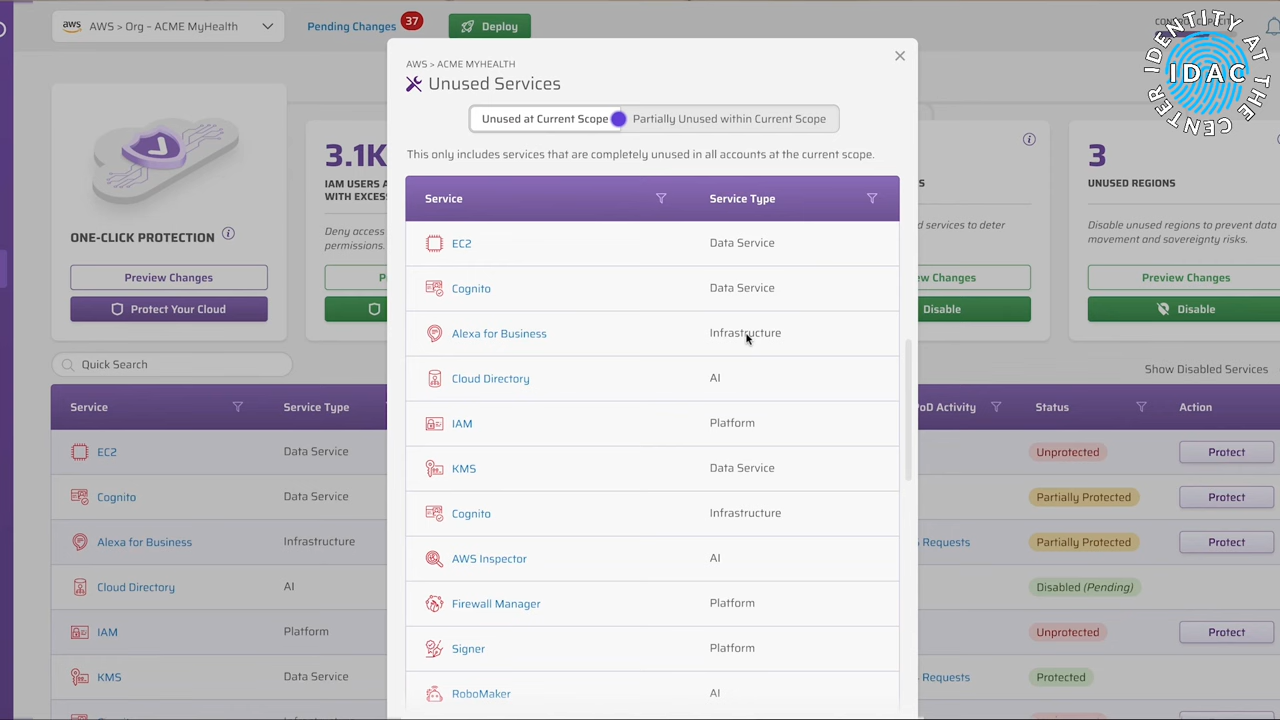 aws AWS > Org – ACME MyHealth
Pending Changes 37
Deploy
IDENTITY AT THE CENTER
IDAC
AWS > ACME MYHEALTH
Unused Services
Unused at Current Scope
Partially Unused within Current Scope
This only includes services that are completely unused in all accounts at the current scope.
Service Service Type
EC2 Data Service
Cognito Data Service
Alexa for Business Infrastructure
Cloud Directory AI
IAM Platform
KMS Data Service
Cognito Infrastructure
AWS Inspector AI
Firewall Manager Platform
Signer Platform
RoboMaker AI
ONE-CLICK PROTECTION
Preview Changes
Protect Your Cloud
3.1K
IAM USERS A
WITH EXCES
Deny access
permissions.
P
S
d services to deter
ew Changes
Disable
3
UNUSED REGIONS
Disable unused regions to prevent data
movement and sovereignty risks.
Preview Changes
Disable
Quick Search
Show Disabled Services
Service Service Type oD Activity Status Action
EC2 Data Service Unprotected Protect
Cognito Data Service Partially Protected Protect
Alexa for Business Infrastructure Requests Partially Protected Protect
Cloud Directory AI Disabled (Pending)
IAM Platform Unprotected Protect
KMS Data Service Requests Protected